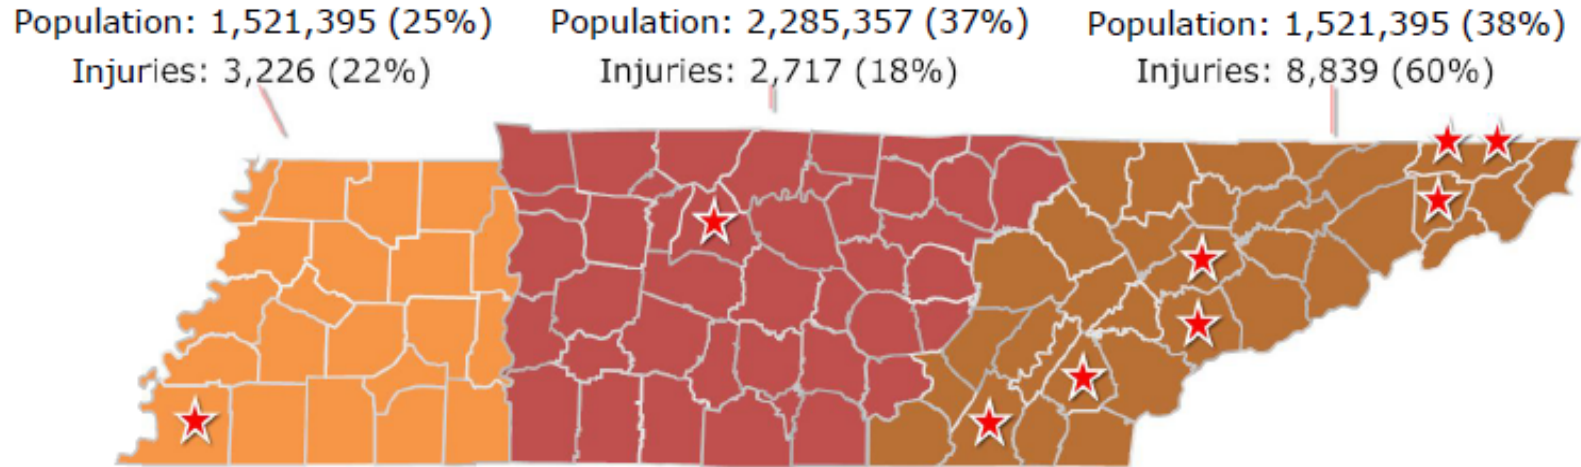 Population: 1,521,395 (25%)
Injuries: 3,226 (22%)
Population: 2,285,357 (37%)
Injuries: 2,717 (18%)
Population: 1,521,395 (38%)
Injuries: 8,839 (60%)